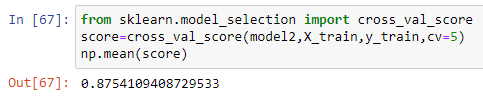 In [67]: from sklearn.model_selection import cross_val_score
score=cross_val_score(model2,X_train,y_train,cv=5)
np.mean(score)
Out[67]: 0.8754109408729533